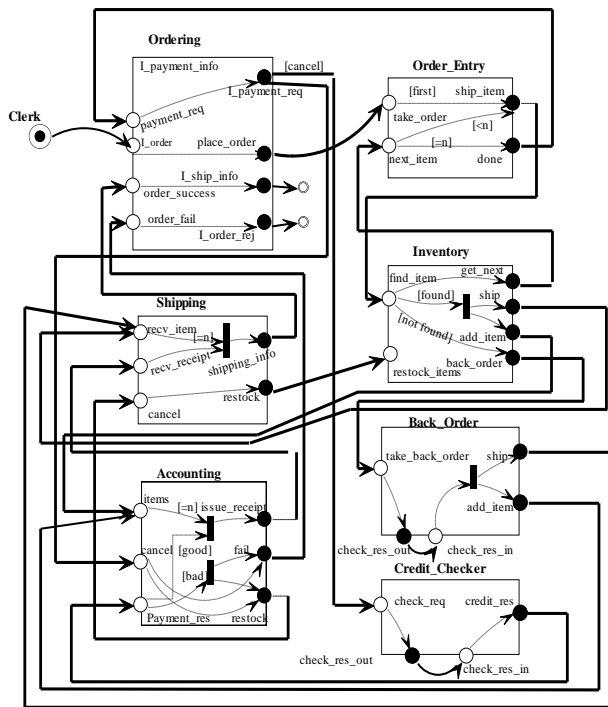 Ordering
I_payment_info
[cancel]
I_payment_req
Order_Entry
[first]
ship_item
take_order
[<n]
[=n]
next_item
done
Clerk
payment_req
I_order
place_order
I_ship_info
order_success
order_fail
I_order_rej
Inventory
find_item
get_next
[found]
ship
[not found]
add_item
back_order
restock_items
Shipping
recv_item
[=n]
recv_receipt
shipping_info
restock
cancel
Back_Order
take_back_order
ship
add_item
check_res_out
check_res_in
Accounting
items
[=n]
issue_receipt
cancel
[good]
fail
[bad]
Payment_res
restock
Credit_Checker
check_req
credit_res
check_res_out
check_res_in